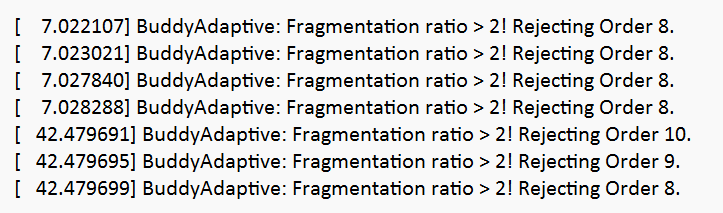 [    7.022107] BuddyAdaptive: Fragmentation ratio > 2! Rejecting Order 8.
[    7.023021] BuddyAdaptive: Fragmentation ratio > 2! Rejecting Order 8.
[    7.027840] BuddyAdaptive: Fragmentation ratio > 2! Rejecting Order 8.
[    7.028288] BuddyAdaptive: Fragmentation ratio > 2! Rejecting Order 8.
[   42.479691] BuddyAdaptive: Fragmentation ratio > 2! Rejecting Order 10.
[   42.479695] BuddyAdaptive: Fragmentation ratio > 2! Rejecting Order 9.
[   42.479699] BuddyAdaptive: Fragmentation ratio > 2! Rejecting Order 8.